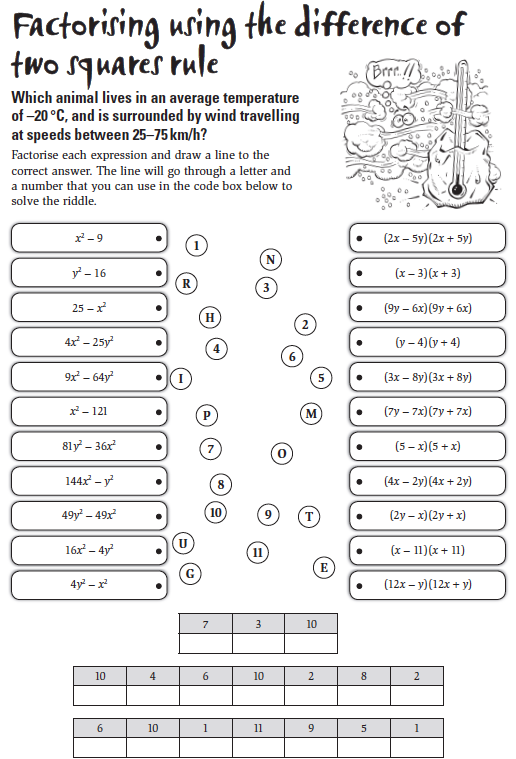 Factorising using the difference of
two squares rule
Which animal lives in an average temperature
of –20 °C, and is surrounded by wind travelling
at speeds between 25–75 km/h?
Factorise each expression and draw a line to the
correct answer. The line will go through a letter and
a number that you can use in the code box below to
solve the riddle.
Brrr..!!
x² – 9
1
N
(2x – 5y)(2x + 5y)
y² – 16
R
3
(x – 3)(x + 3)
25 – x²
H
2
(9y – 6x)(9y + 6x)
4x² – 25y²
4
6
(y – 4)(y + 4)
9x² – 64y²
I
5
(3x – 8y)(3x + 8y)
x² – 121
P
M
(7y – 7x)(7y + 7x)
81y² – 36x²
7
O
(5 – x)(5 + x)
144x² – y²
8
(4x – 2y)(4x + 2y)
49y² – 49x²
10
9
T
(2y – x)(2y + x)
16x² – 4y²
U
11
(x – 11)(x + 11)
4y² – x²
G
E
(12x – y)(12x + y)
7 3 10
10 4 6 10 2 8 2
6 10 1 11 9 5 1